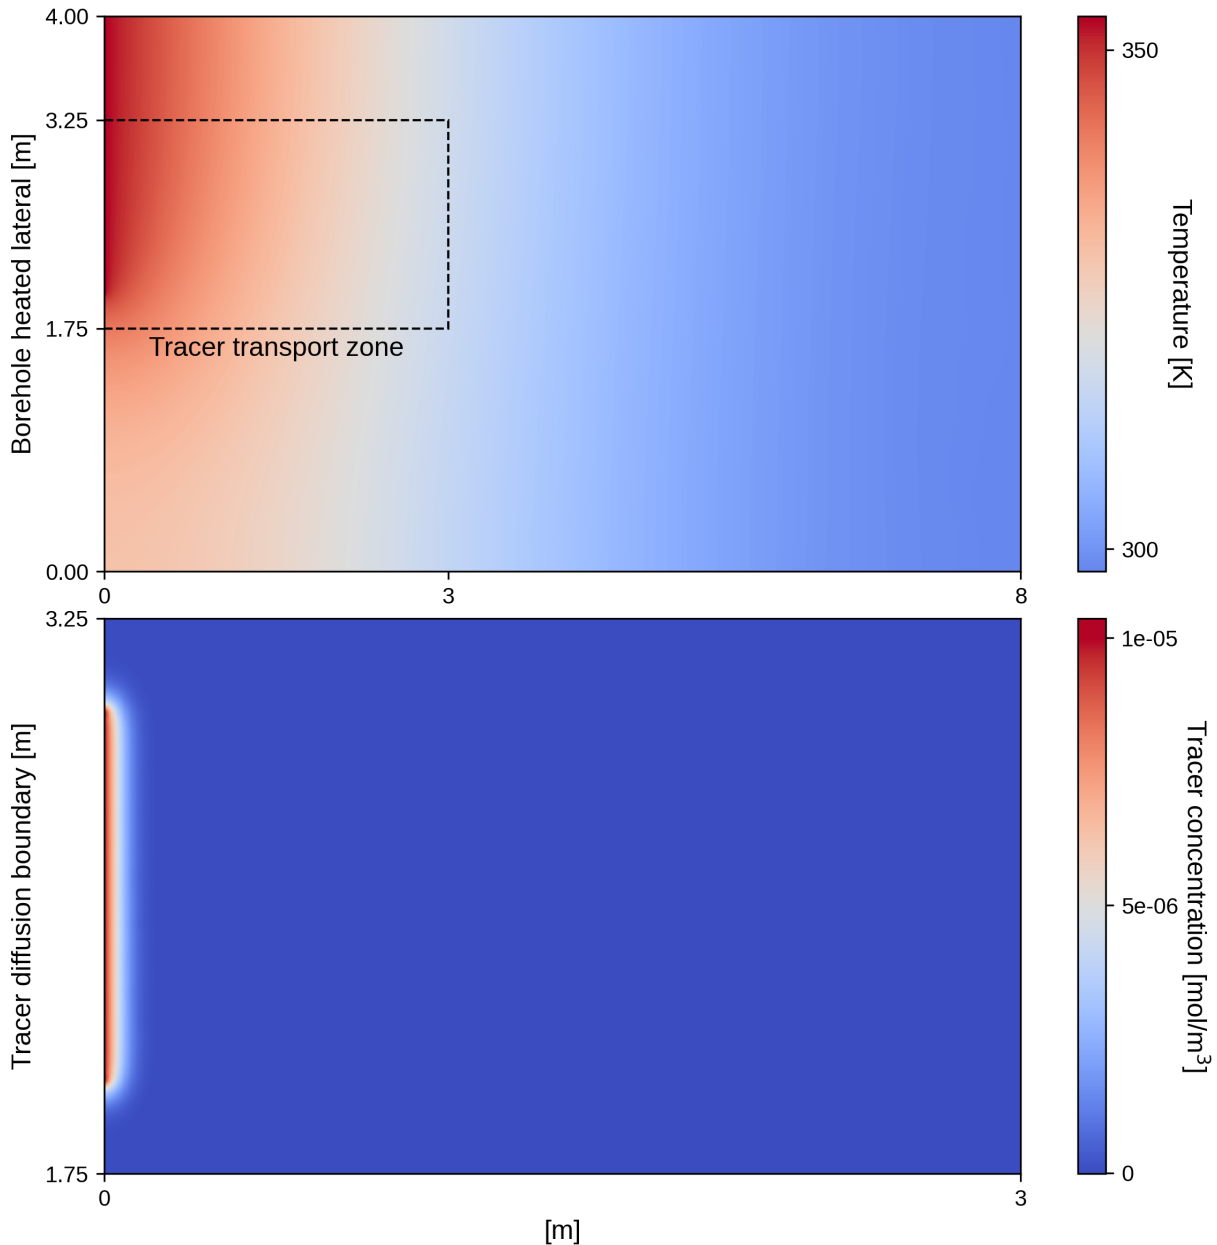 4.00
3.25
1.75
0.00
Borehole heated lateral [m]
Tracer transport zone
0
3
8
350
300
Temperature [K]
3.25
1.75
Tracer diffusion boundary [m]
0
3
[m]
1e-05
5e-06
0
Tracer concentration [mol/m³]